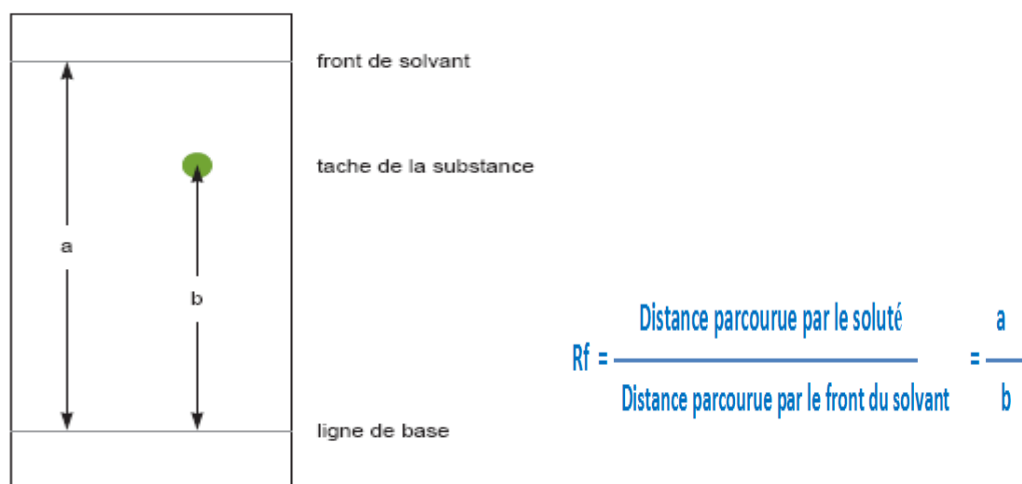 front de solvant
tache de la substance
a
b
ligne de base
Distance parcourue par le soluté
Rf =
Distance parcourue par le front du solvant
=
a
b